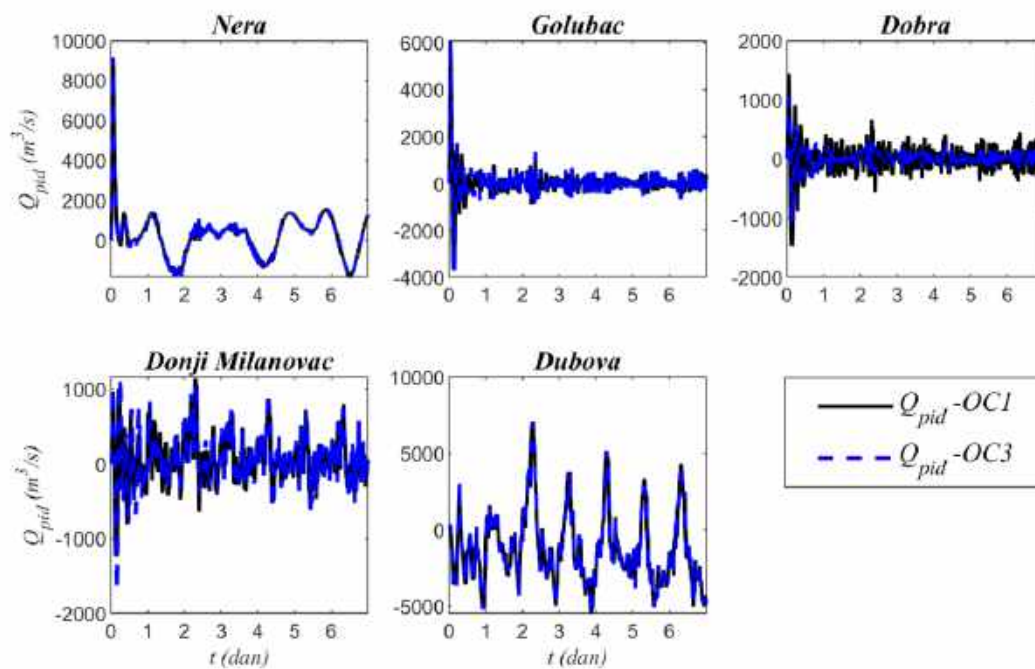 Nera
Golubac
Dobra
Q_pid (m^3/s)
10000
8000
6000
4000
2000
0
0 1 2 3 4 5 6
6000
4000
2000
0
-2000
-4000
0 1 2 3 4 5 6
2000
1000
0
-1000
-2000
0 1 2 3 4 5 6
Donji Milanovac
Dubova
Q_pid (m^3/s)
1000
0
-1000
-2000
0 1 2 3 4 5 6
t (dan)
10000
5000
0
-5000
0 1 2 3 4 5 6
t (dan)
Q_pid -OC1
Q_pid -OC3